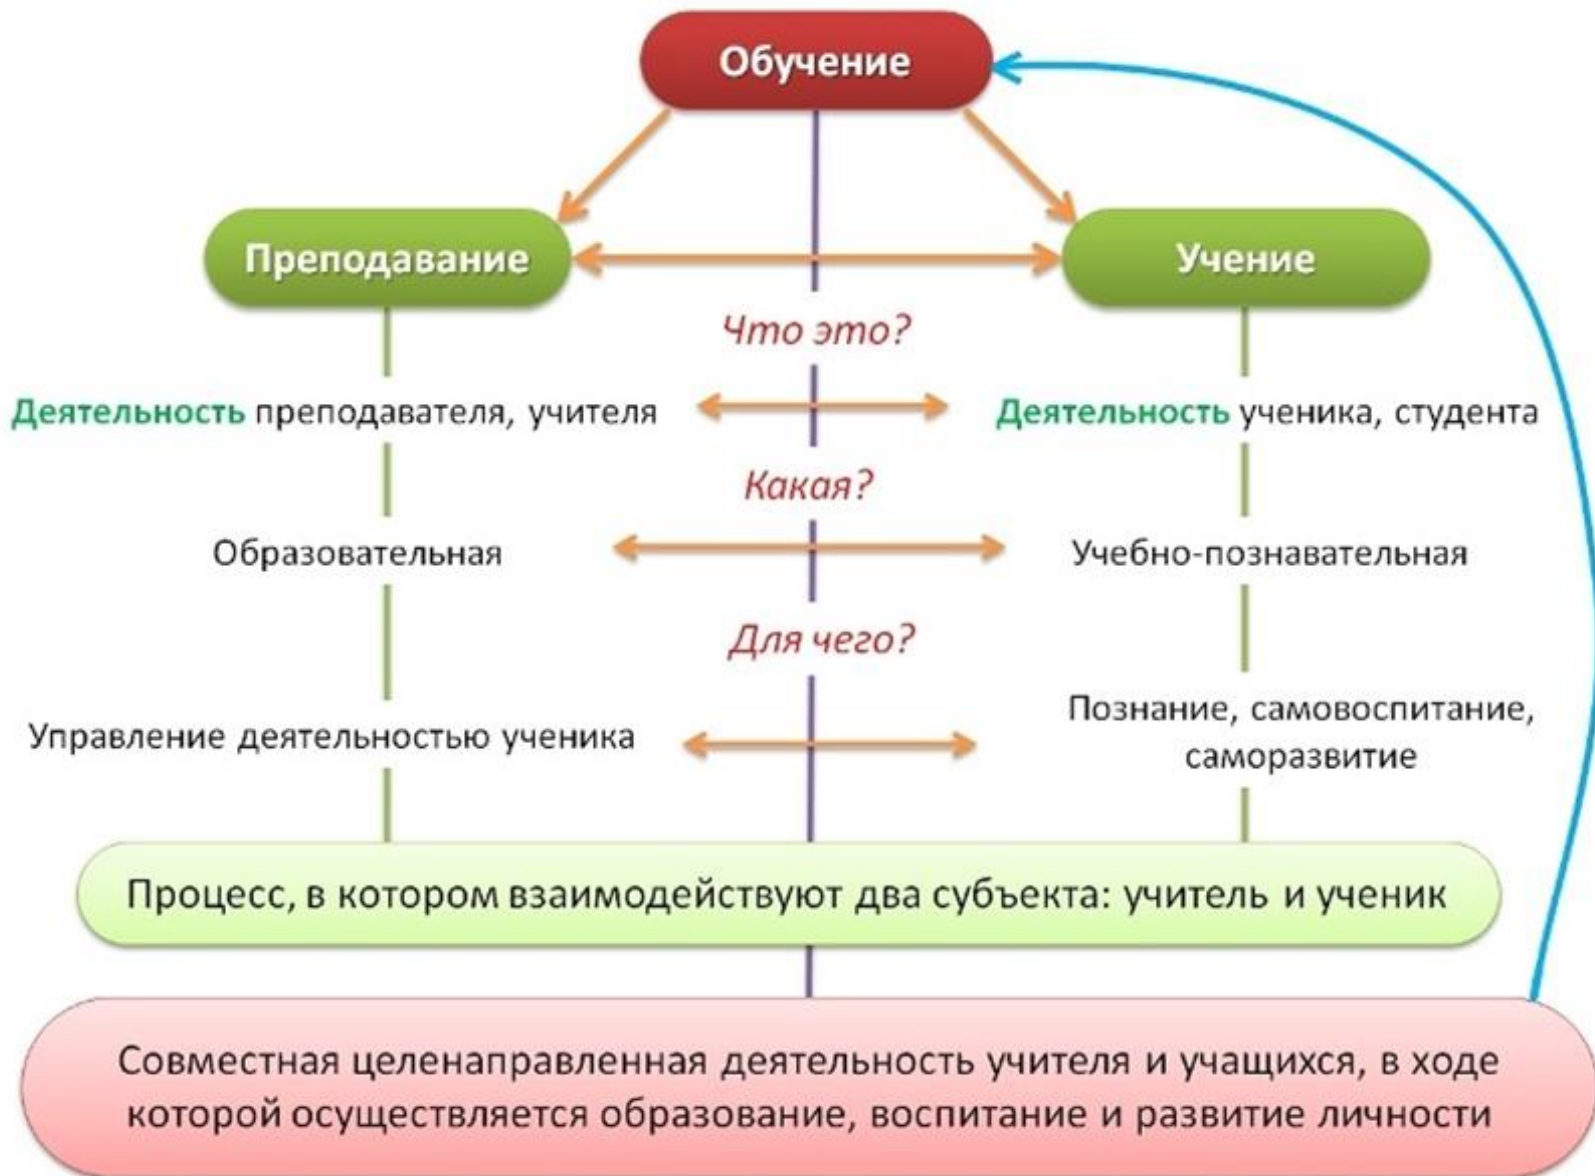 Обучение
Преподавание
Учение
Что это?
Деятельность преподавателя, учителя
Деятельность ученика, студента
Какая?
Образовательная
Учебно-познавательная
Для чего?
Управление деятельностью ученика
Познание, самовоспитание,
саморазвитие
Процесс, в котором взаимодействуют два субъекта: учитель и ученик
Совместная целенаправленная деятельность учителя и учащихся, в ходе
которой осуществляется образование, воспитание и развитие личности